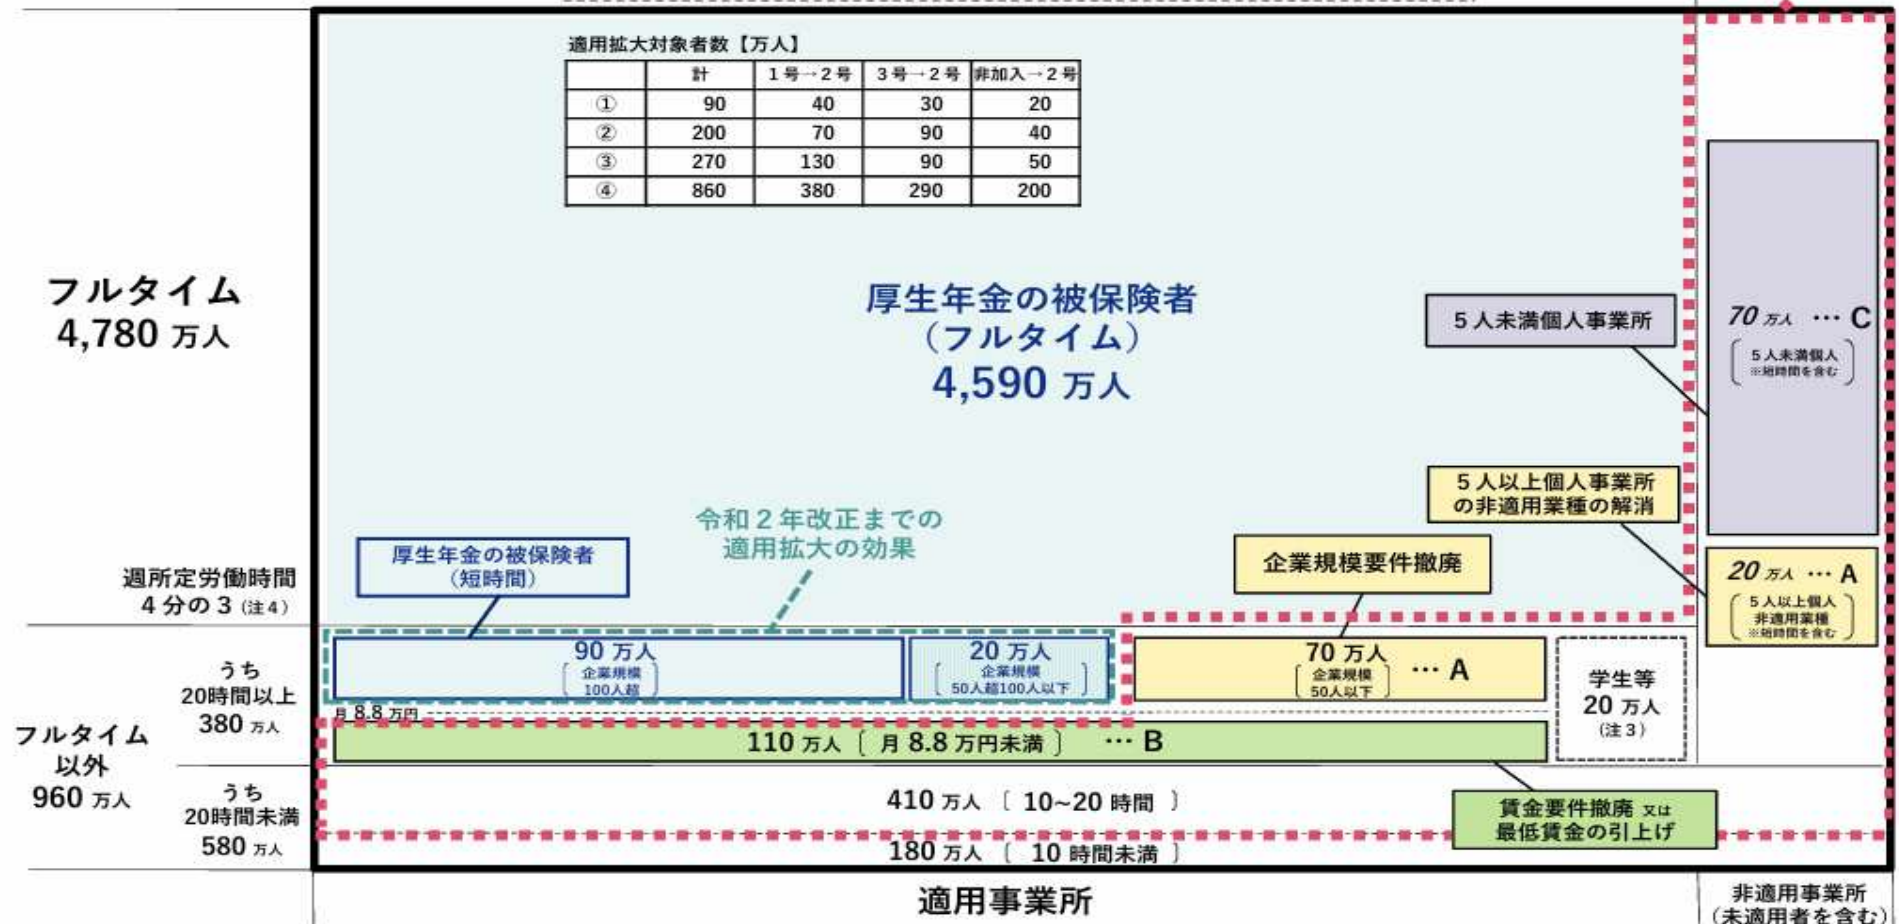 適用拡大対象者数【万人】
計 1号→2号 3号→2号 非加入→2号
① 90 40 30 20
② 200 70 90 40
③ 270 130 90 50
④ 860 380 290 200
フルタイム
4,780 万人
厚生年金の被保険者
（フルタイム）
4,590 万人
5人未満個人事業所
70 万人 … C
5人未満個人
※短時間を含む
5人以上個人事業所
の非適用業種の解消
令和２年改正までの
適用拡大の効果
厚生年金の被保険者
（短時間）
企業規模要件撤廃
20 万人 … A
5人以上個人
非適用業種
※短時間を含む
週所定労働時間
4分の3（注4）
90 万人
企業規模
100人超
20 万人
企業規模
50人超100人以下
70 万人 … A
企業規模
50人以下
学生等
20 万人
（注3）
うち
20時間以上
380 万人
月 8.8 万円
110 万人〔 月 8.8 万円未満 〕 … B
フルタイム
以外
960 万人
うち
20時間未満
580 万人
410 万人〔 10~20 時間 〕
賃金要件撤廃 又は
最低賃金の引上げ
180 万人〔 10 時間未満 〕
適用事業所
非適用事業所
（未適用者を含む）